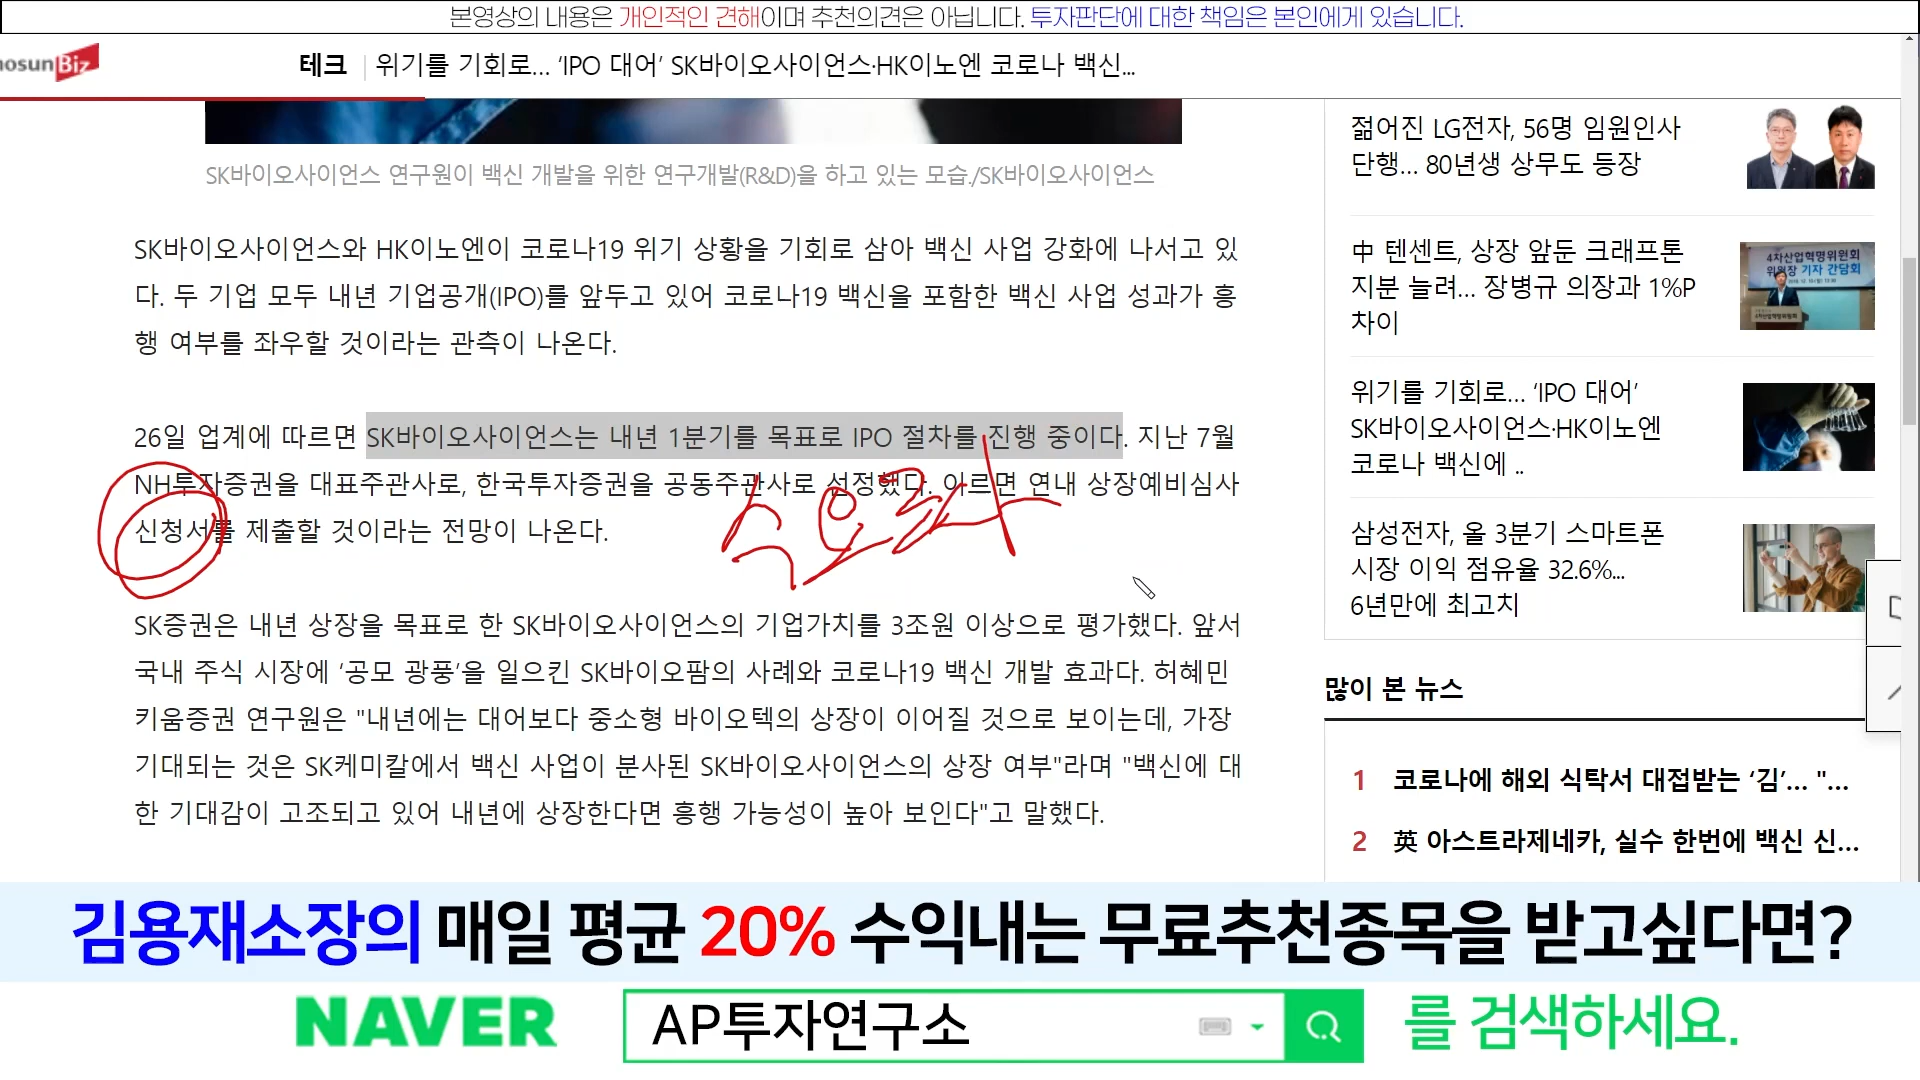 본영상의 내용은 개인적인 견해이며 추천의견은 아닙니다. 투자판단에 대한 책임은 본인에게 있습니다.
hosunBiz
테크 위기를 기회로... ‘IPO 대어’ SK바이오사이언스·HK이노엔 코로나 백신...
SK바이오사이언스 연구원이 백신 개발을 위한 연구개발(R&D)을 하고 있는 모습./SK바이오사이언스
SK바이오사이언스와 HK이노엔이 코로나19 위기 상황을 기회로 삼아 백신 사업 강화에 나서고 있
다. 두 기업 모두 내년 기업공개(IPO)를 앞두고 있어 코로나19 백신을 포함한 백신 사업 성과가 흥
행 여부를 좌우할 것이라는 관측이 나온다.
26일 업계에 따르면 SK바이오사이언스는 내년 1분기를 목표로 IPO 절차를 진행 중이다. 지난 7월
NH투자증권을 대표주관사로, 한국투자증권을 공동주관사로 선정했다. 이르면 연내 상장예비심사
신청서를 제출할 것이라는 전망이 나온다.
SK증권은 내년 상장을 목표로 한 SK바이오사이언스의 기업가치를 3조원 이상으로 평가했다. 앞서
국내 주식 시장에 ‘공모 광풍’을 일으킨 SK바이오팜의 사례와 코로나19 백신 개발 효과다. 허혜민
키움증권 연구원은 "내년에는 대어보다 중소형 바이오텍의 상장이 이어질 것으로 보이는데, 가장
기대되는 것은 SK케미칼에서 백신 사업이 분사된 SK바이오사이언스의 상장 여부"라며 "백신에 대
한 기대감이 고조되고 있어 내년에 상장한다면 흥행 가능성이 높아 보인다"고 말했다.
젊어진 LG전자, 56명 임원인사
단행... 80년생 상무도 등장
中 텐센트, 상장 앞둔 크래프톤
지분 늘려... 장병규 의장과 1%P
차이
4차산업혁명위원회
위원장 기자 간담회
위기를 기회로... ‘IPO 대어’
SK바이오사이언스·HK이노엔
코로나 백신에 ..
삼성전자, 올 3분기 스마트폰
시장 이익 점유율 32.6%...
6년만에 최고치
많이 본 뉴스
1 코로나에 해외 식탁서 대접받는 ‘김’... "...
2 英 아스트라제네카, 실수 한번에 백신 신...
김용재소장의 매일 평균 20% 수익내는 무료추천종목을 받고싶다면?
NAVER AP투자연구소 를 검색하세요.